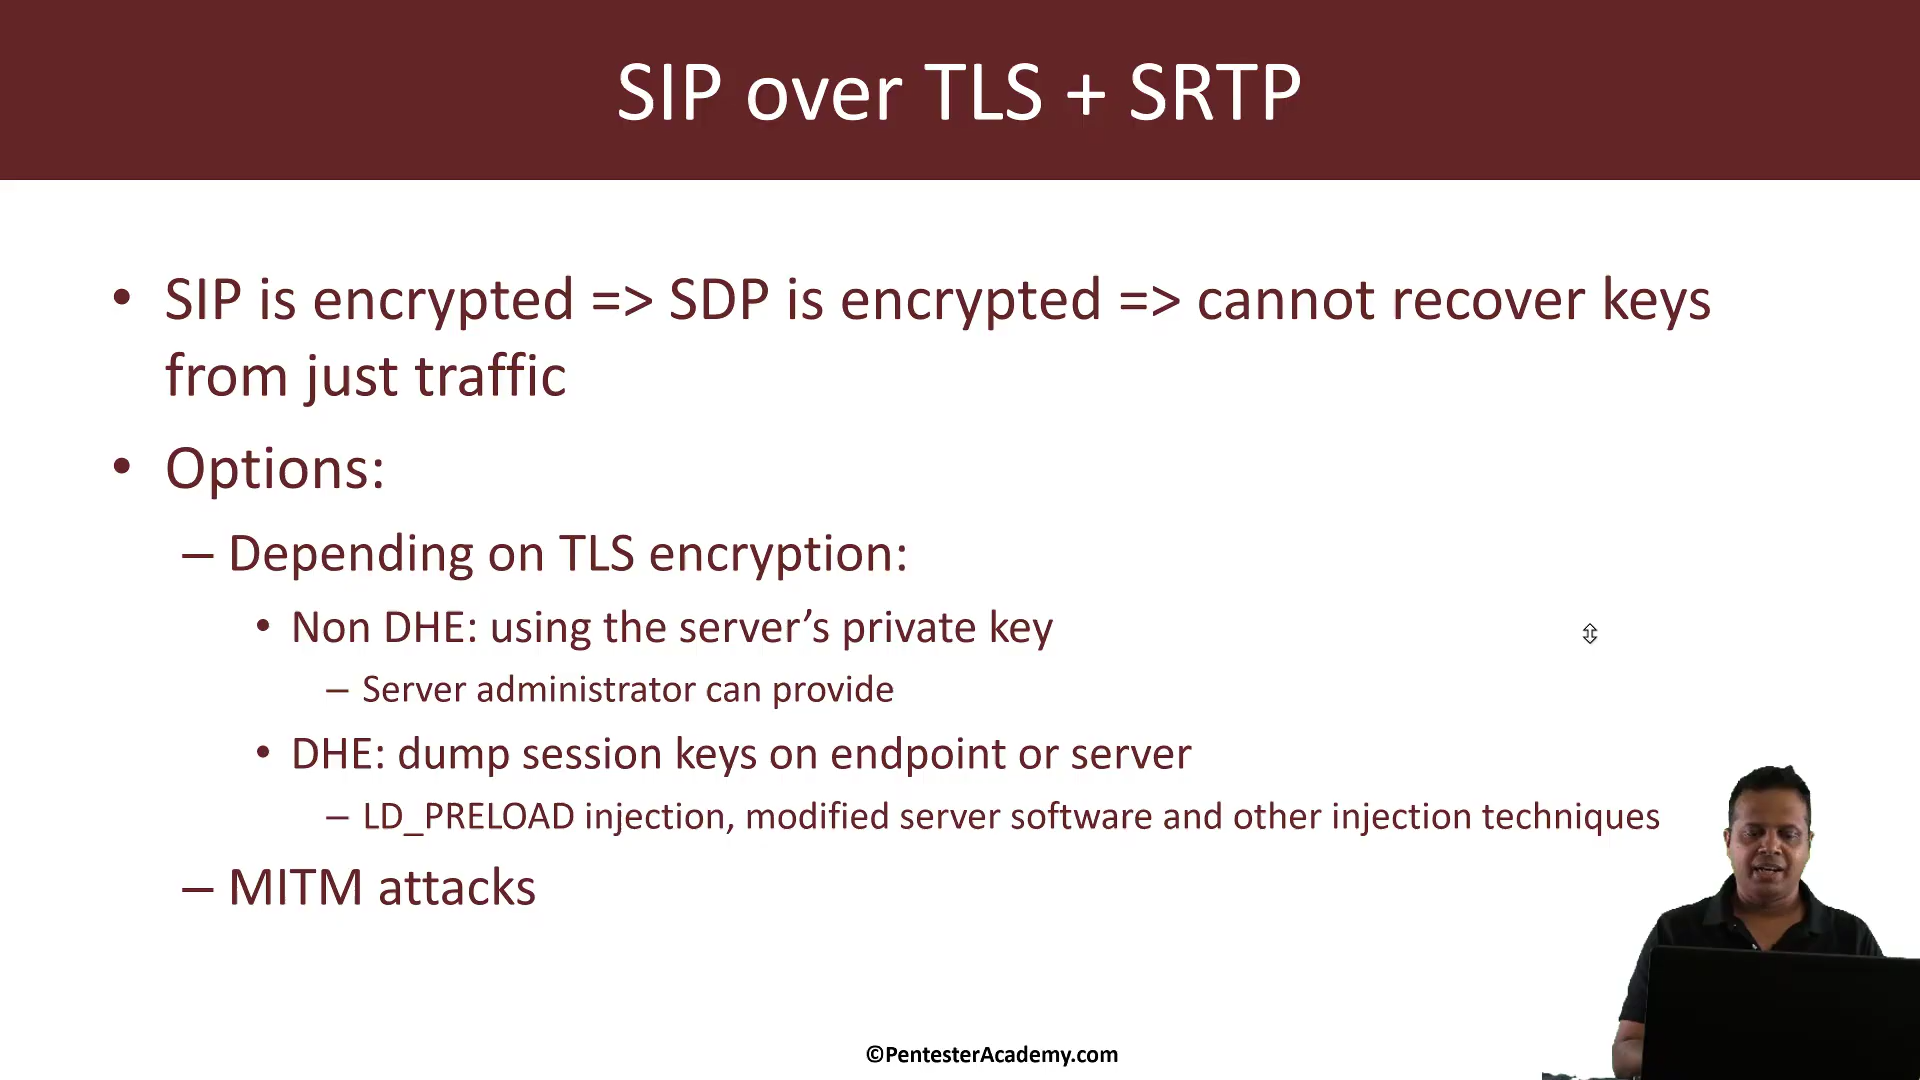 SIP over TLS + SRTP
• SIP is encrypted => SDP is encrypted => cannot recover keys
from just traffic
• Options:
– Depending on TLS encryption:
• Non DHE: using the server’s private key
– Server administrator can provide
• DHE: dump session keys on endpoint or server
– LD_PRELOAD injection, modified server software and other injection techniques
– MITM attacks
©PentesterAcademy.com